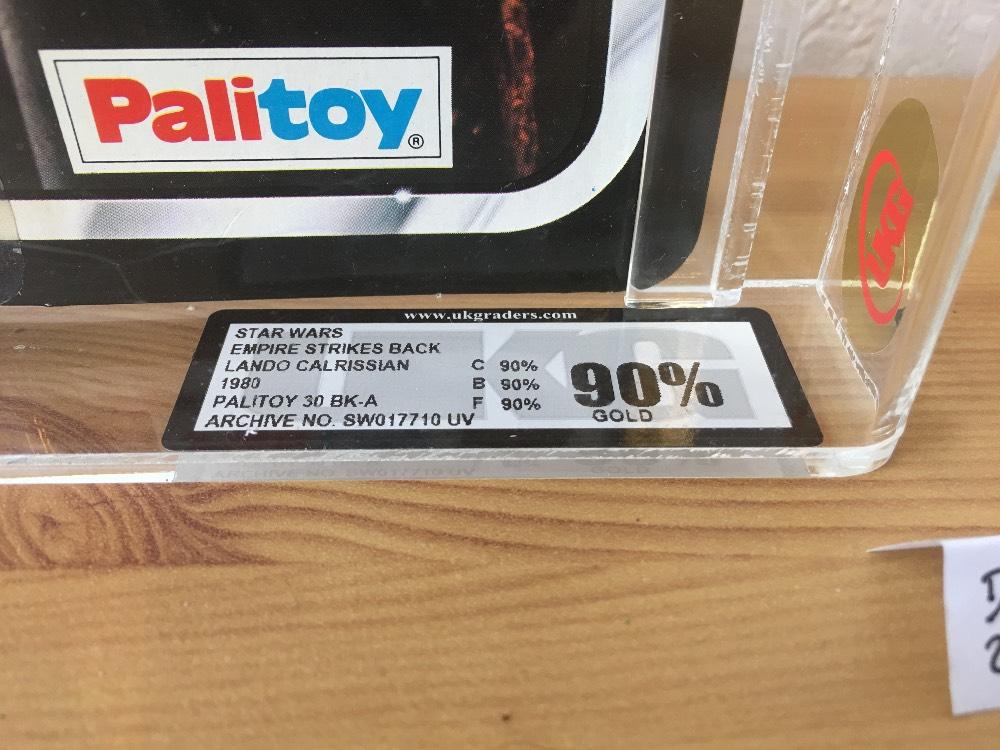 Palitoy®
UKG
www.ukgraders.com
STAR WARS
EMPIRE STRIKES BACK
LANDO CALRISSIAN C 90%
1980 B 90%
PALITOY 30 BK-A F 90%
ARCHIVE NO. SW017710 UV
90%
GOLD